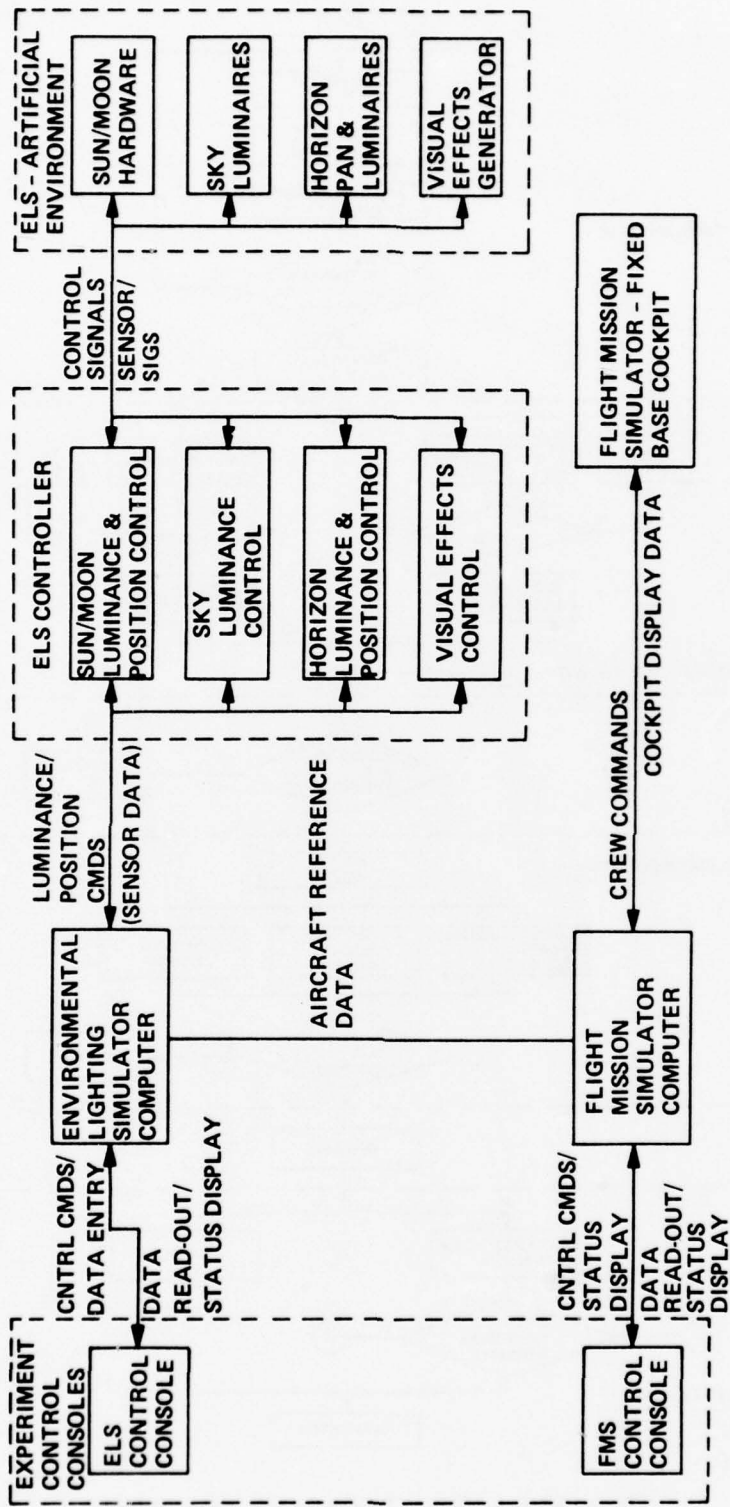 EXPERIMENT
CONTROL
CONSOLES
ELS
CONTROL
CONSOLE
FMS
CONTROL
CONSOLE
CNTRL CMDS/
DATA ENTRY
DATA
READ-OUT/
STATUS DISPLAY
CNTRL CMDS/
STATUS
DISPLAY
DATA
READ-OUT/
STATUS
DISPLAY
ENVIRONMENTAL
LIGHTING
SIMULATOR
COMPUTER
AIRCRAFT REFERENCE
DATA
FLIGHT
MISSION
SIMULATOR
COMPUTER
LUMINANCE/
POSITION
CMDS
(SENSOR DATA)
CREW COMMANDS
COCKPIT DISPLAY DATA
ELS CONTROLLER
SUN/MOON
LUMINANCE &
POSITION CONTROL
SKY
LUMINANCE
CONTROL
HORIZON
LUMINANCE &
POSITION CONTROL
VISUAL EFFECTS
CONTROL
CONTROL
SIGNALS
SENSOR/
SIGS
FLIGHT MISSION
SIMULATOR - FIXED
BASE COCKPIT
ELS - ARTIFICIAL
ENVIRONMENT
SUN/MOON
HARDWARE
SKY
LUMINAIRES
HORIZON
PAN &
LUMINAIRES
VISUAL
EFFECTS
GENERATOR